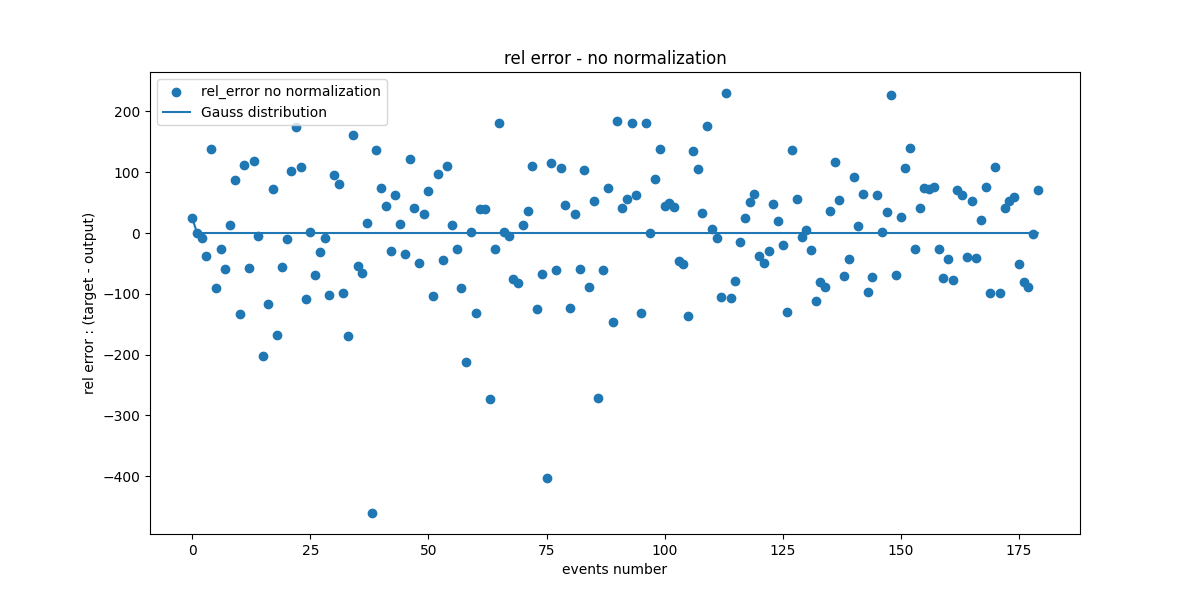 rel error - no normalization
rel_error no normalization
Gauss distribution
rel error : (target - output)
200
100
0
−100
−200
−300
−400
0 25 50 75 100 125 150 175
events number